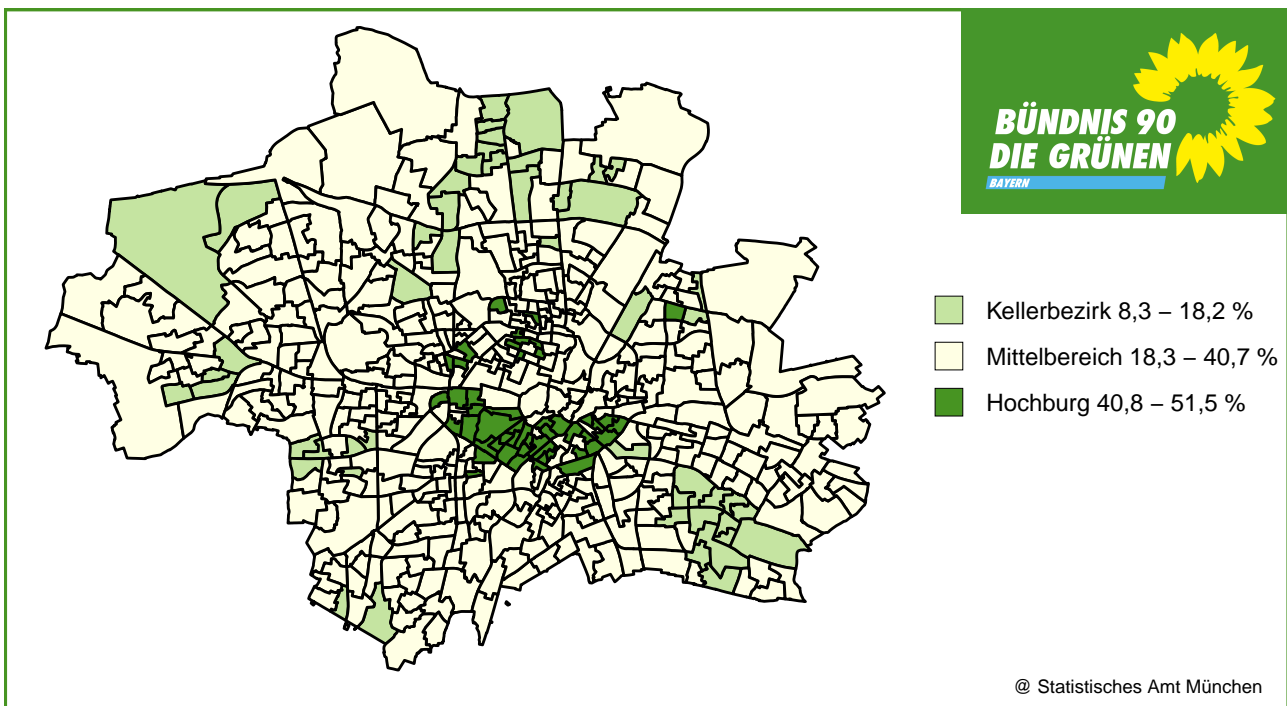 BÜNDNIS 90
DIE GRÜNEN
BAYERN
Kellerbezirk 8,3 – 18,2 %
Mittelbereich 18,3 – 40,7 %
Hochburg 40,8 – 51,5 %
@ Statistisches Amt München